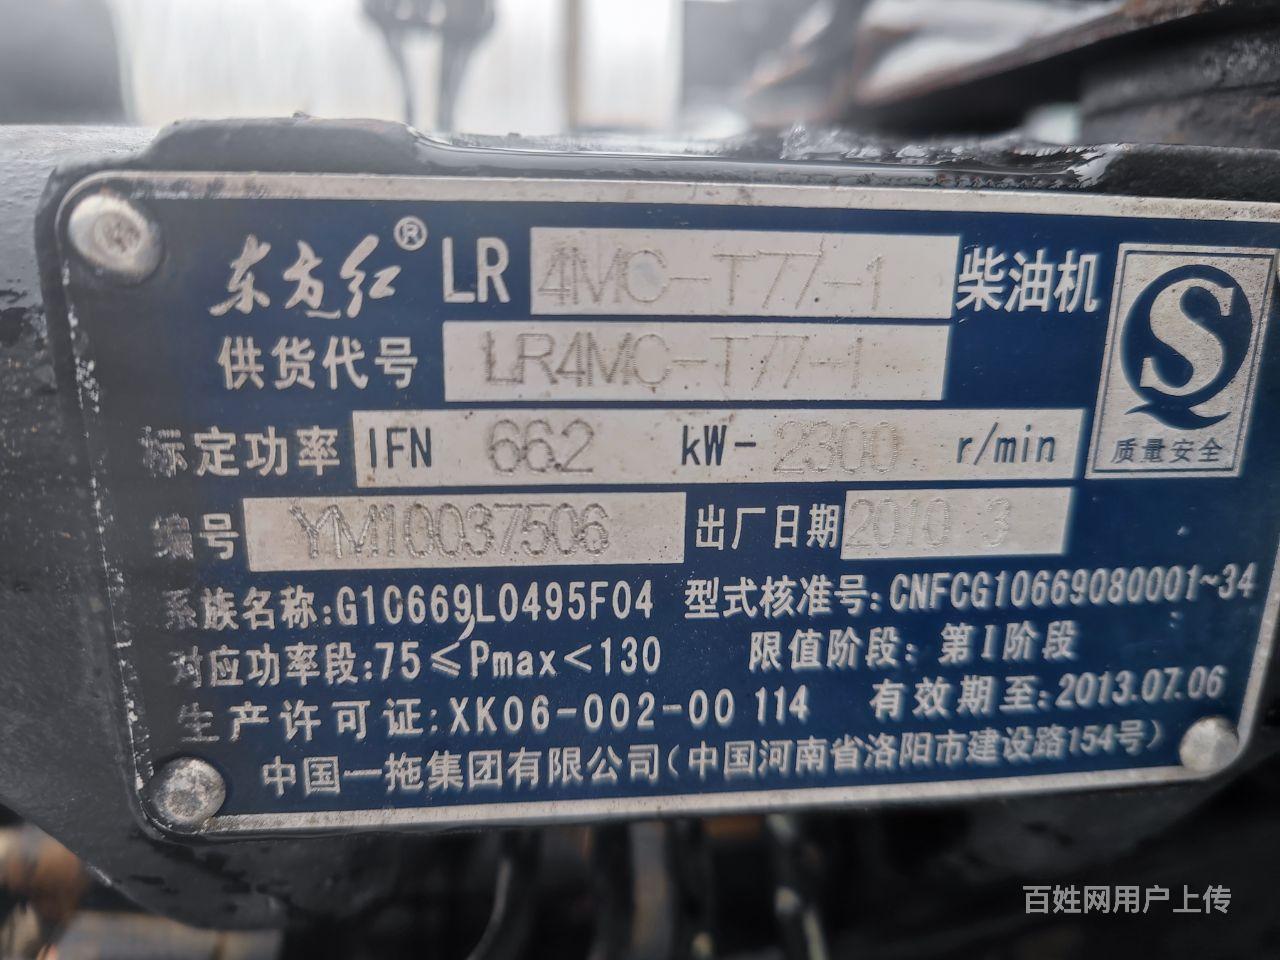 东方红® LR 4MC-T77-1 柴油机
供货代号 LR4MC-T77-1
标定功率 IFN 66.2 kW- 2300 r/min
质量安全
编号 YM10037506 出厂日期 2010 3
系族名称:G10669L0495F04 型式核准号:CNFCG10669080001~34
对应功率段:75≤Pmax<130 限值阶段:第I阶段
生产许可证:XK06-002-00 114 有效期至:2013.07.06
中国一拖集团有限公司(中国河南省洛阳市建设路154号)
百姓网用户上传